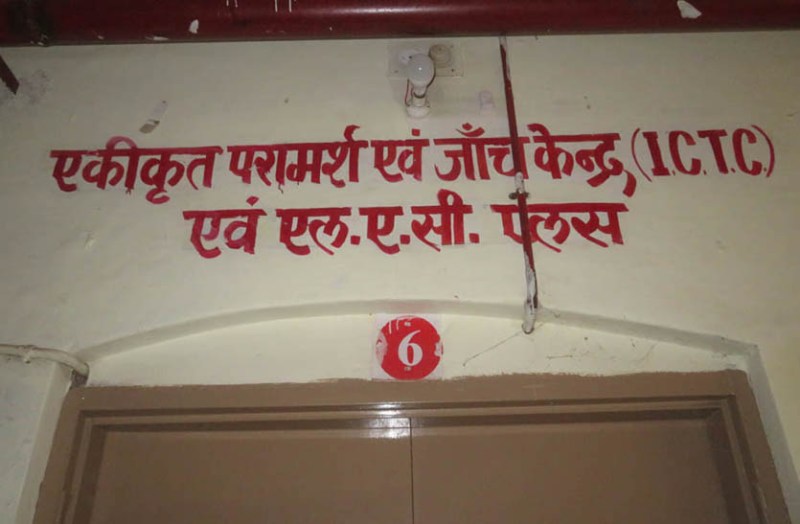 एकीकृत परामर्श एवं जाँच केन्द्र, (I.C.T.C.)
एवं एल.ए.सी. प्लस
6